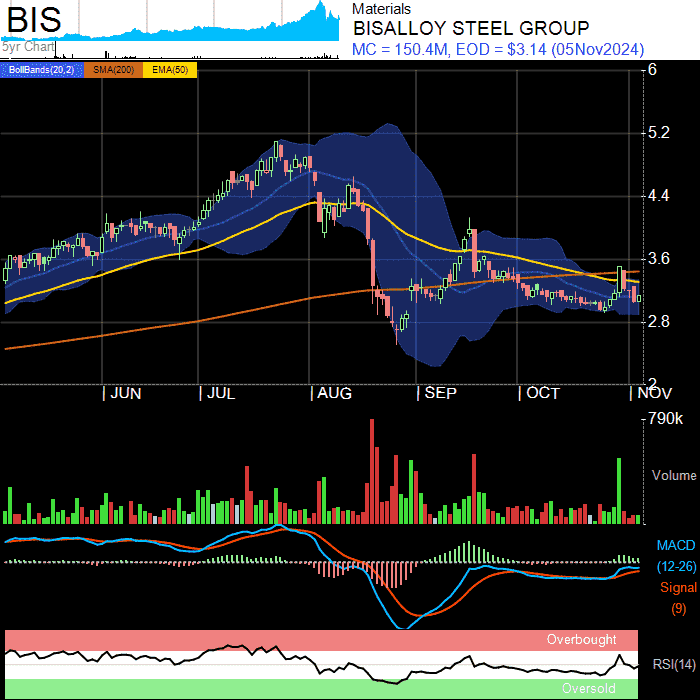 BIS
5yr Chart
Materials
BISALLOY STEEL GROUP
MC = 150.4M, EOD = $3.14 (05Nov2024)
BollBands(20,2) SMA(200) EMA(50)
6
5.2
4.4
3.6
2.8
2
| JUN | JUL | AUG | SEP | OCT | NOV
790k
Volume
MACD
(12-26)
Signal
(9)
Overbought
RSI(14)
Oversold